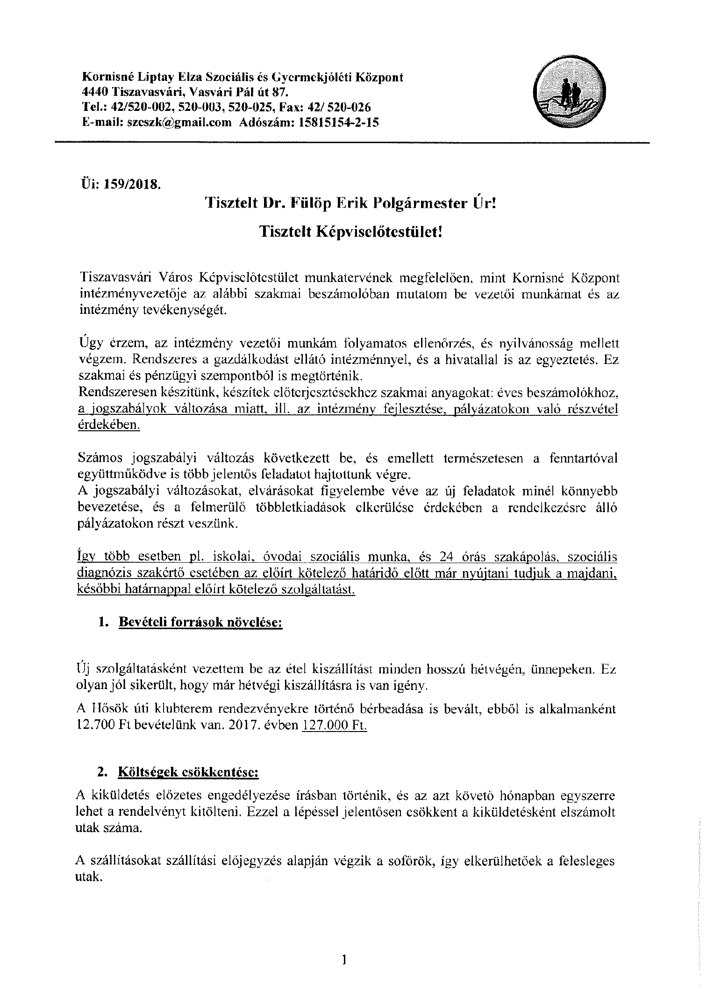 Kornisné Liptay Elza Szociális és Gyermekjóléti Központ
4440 Tiszavasvári, Vasvári Pál út 87.
Tel.: 42/520-002, 520-003, 520-025, Fax: 42/ 520-026
E-mail: szeszk@gmail.com Adószám: 15815154-2-15
Üi: 159/2018.
Tisztelt Dr. Fülöp Erik Polgármester Úr!
Tisztelt Képviselőtestület!
Tiszavasvári Város Képviselőtestület munkatervének megfelelően, mint Kornisné Központ
intézményvezetője az alábbi szakmai beszámolóban mutatom be vezetői munkámat és az
intézmény tevékenységét.
Úgy érzem, az intézmény vezetői munkám folyamatos ellenőrzés, és nyilvánosság mellett
végzem. Rendszeres a gazdálkodást ellátó intézménnyel, és a hivatallal is az egyeztetés. Ez
szakmai és pénzügyi szempontból is megtörténik.
Rendszeresen készítünk, készítek előterjesztésekhez szakmai anyagokat: éves beszámolókhoz,
a jogszabályok változása miatt, ill. az intézmény fejlesztése, pályázatokon való részvétel
érdekében.
Számos jogszabályi változás következett be, és emellett természetesen a fenntartóval
együttműködve is több jelentős feladatot hajtottunk végre.
A jogszabályi változásokat, elvárásokat figyelembe véve az új feladatok minél könnyebb
bevezetése, és a felmerülő többletkiadások elkerülése érdekében a rendelkezésre álló
pályázatokon részt veszünk.
Így több esetben pl. iskolai, óvodai szociális munka, és 24 órás szakápolás, szociális
diagnózis szakértő esetében az előírt kötelező határidő előtt már nyújtani tudjuk a majdani,
későbbi határnappal előírt kötelező szolgáltatást.
1. Bevételi források növelése:
Új szolgáltatásként vezettem be az étel kiszállítást minden hosszú hétvégén, ünnepeken. Ez
olyan jól sikerült, hogy már hétvégi kiszállításra is van igény.
A Hősök úti klubterem rendezvényekre történő bérbeadása is bevált, ebből is alkalmanként
12.700 Ft bevételünk van. 2017. évben 127.000 Ft.
2. Költségek csökkentése:
A kiküldetés előzetes engedélyezése írásban történik, és az azt követő hónapban egyszerre
lehet a rendelvényt kitölteni. Ezzel a lépéssel jelentősen csökkent a kiküldetésként elszámolt
utak száma.
A szállításokat szállítási előjegyzés alapján végzik a sofőrök, így elkerülhetőek a felesleges
utak.
1